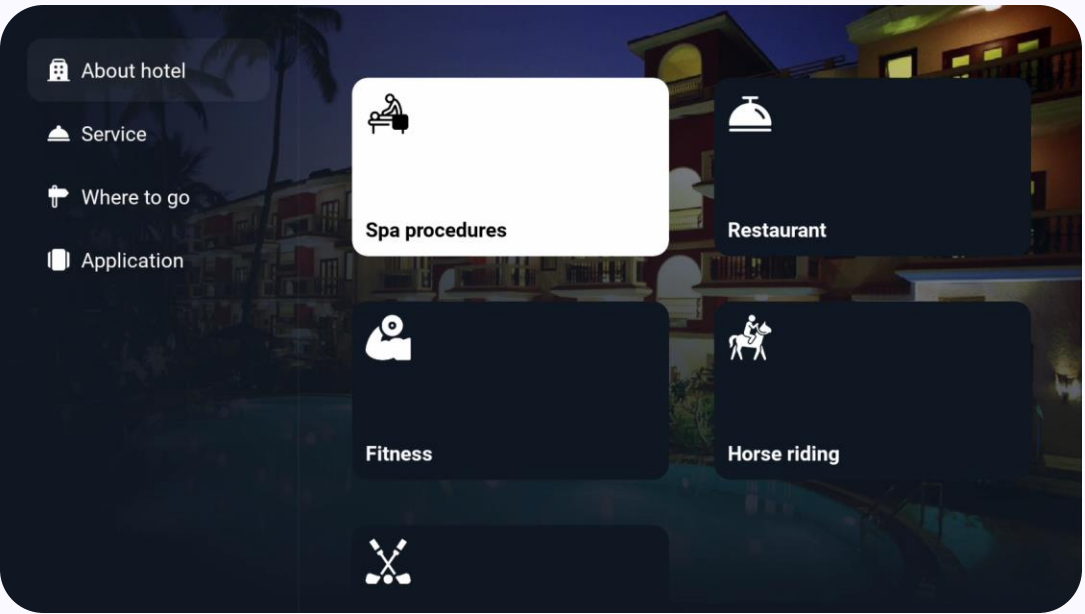 About hotel
Service
Where to go
Application
Spa procedures
Restaurant
Fitness
Horse riding